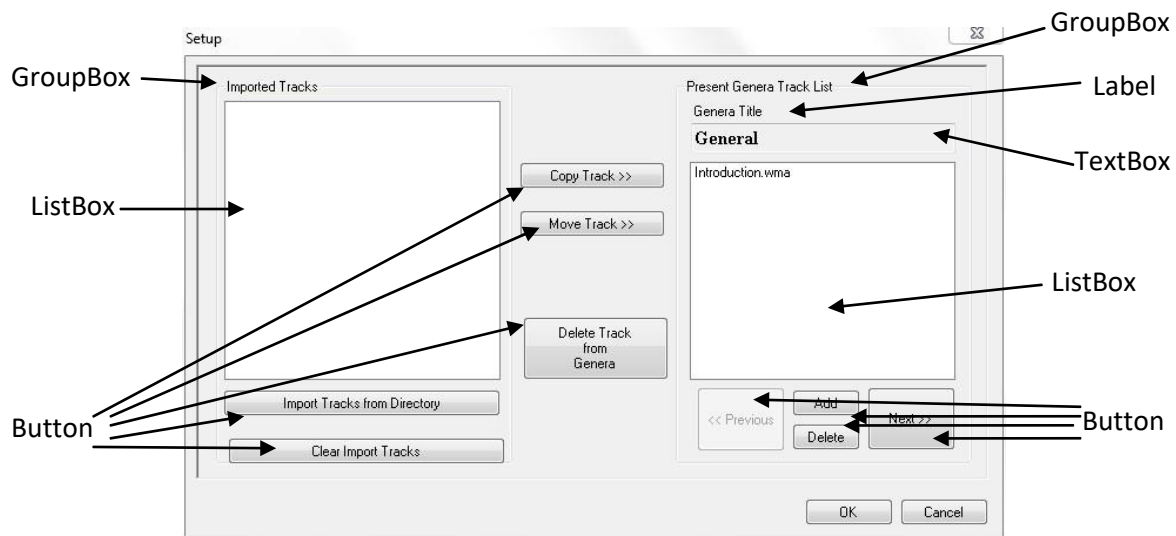 GroupBox
Setup
GroupBox
Imported Tracks
Present Genera Track List
Label
Genera Title
General
TextBox
Copy Track >>
Introduction.wma
ListBox
Move Track >>
ListBox
Delete Track
from
Genera
Import Tracks from Directory
<< Previous
Add
Next >>
Button
Delete
Button
Clear Import Tracks
OK
Cancel